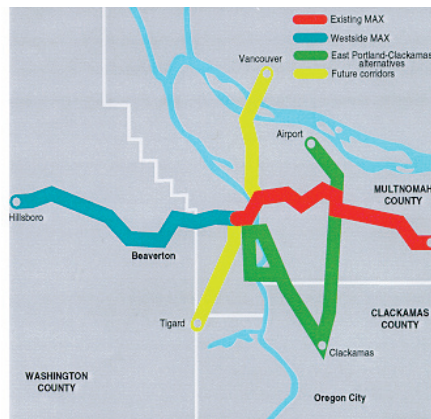 Existing MAX
Westside MAX
East Portland-Clackamas
alternatives
Future corridors
Vancouver
Airport
MULTNOMAH
COUNTY
Hillsboro
Beaverton
Tigard
CLACKAMAS
COUNTY
Clackamas
WASHINGTON
COUNTY
Oregon City